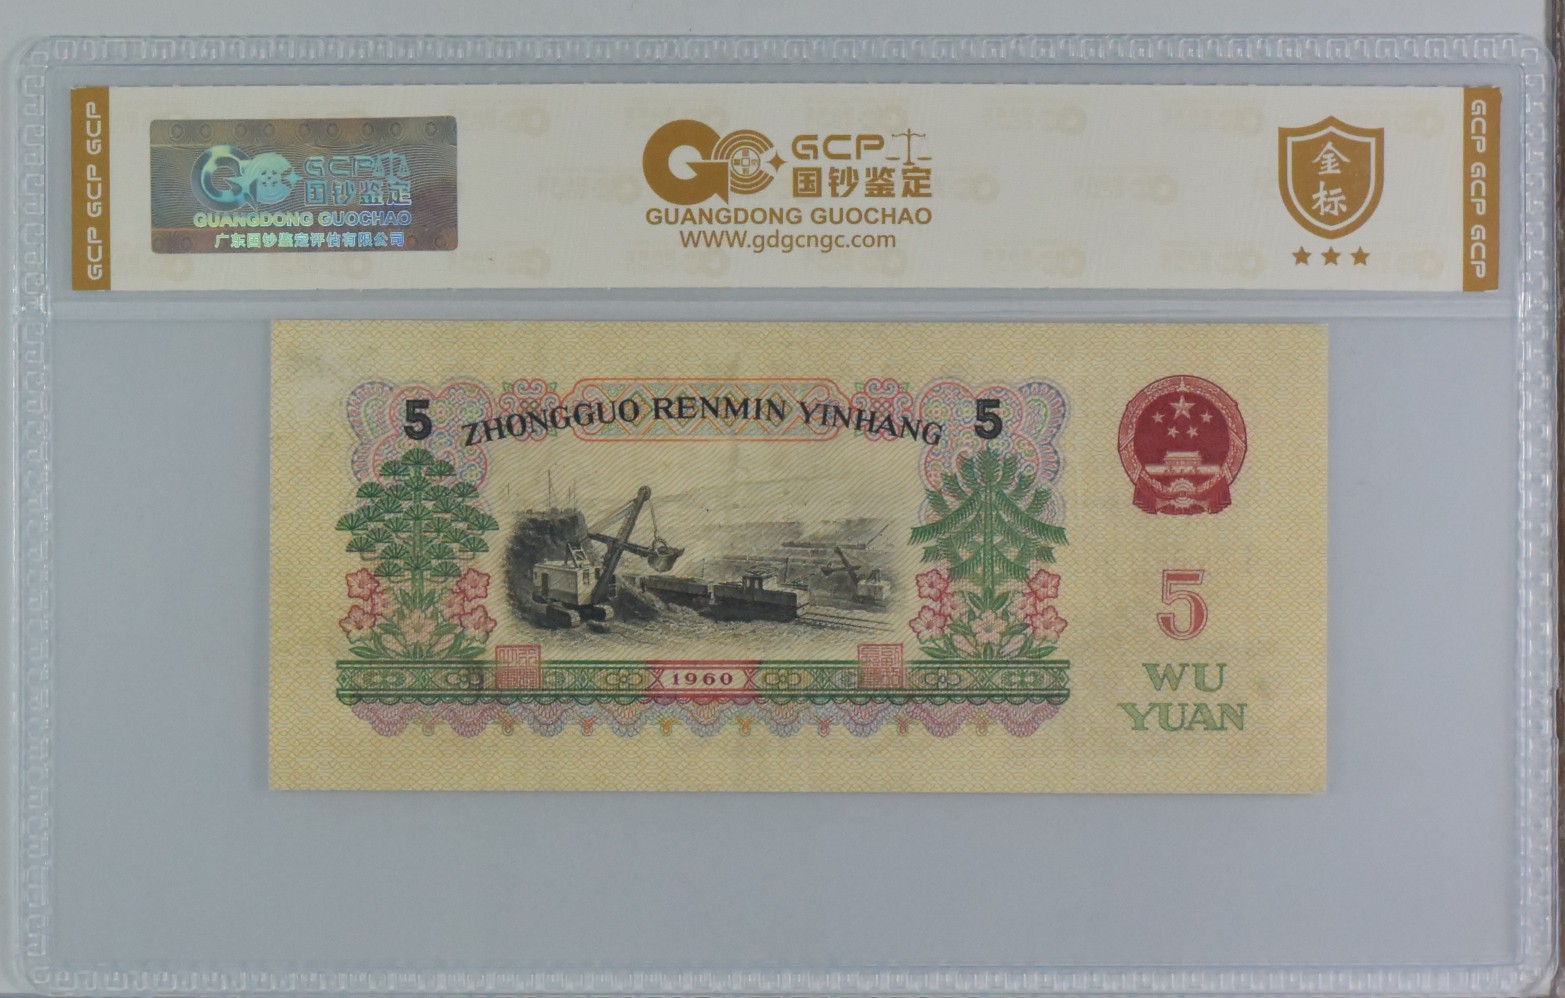 GCP GCP GCP
GCP
国钞鉴定
GUANGDONG GUOCHAO
广东国钞鉴定评估有限公司
GCP
国钞鉴定
GUANGDONG GUOCHAO
WWW.gdgcngc.com
金
标
GCP GCP GCP
5
ZHONGGUO RENMIN YINHANG
5
1960
5
WU
YUAN